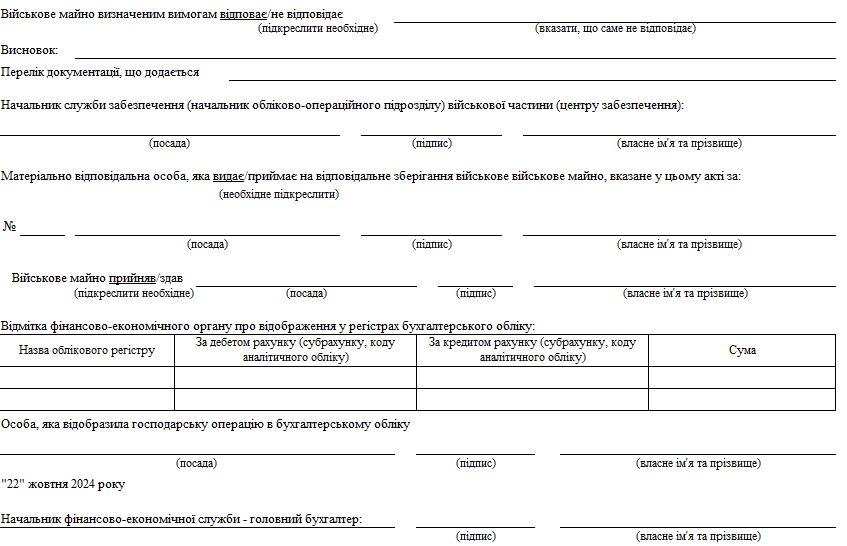 Військове майно визначеним вимогам відповає/не відповідає
(підкреслити необхідне) (вказати, що саме не відповідає)
Висновок:
Перелік документації, що додається
Начальник служби забезпечення (начальник обліково-операційного підрозділу) військової частини (центру забезпечення):
(посада) (підпис) (власне ім'я та прізвище)
Матеріально відповідальна особа, яка видає/приймає на відповідальне зберігання військове військове майно, вказане у цьому акті за:
(необхідне підкреслити)
№
(посада) (підпис) (власне ім'я та прізвище)
Військове майно прийняв/здав
(підкреслити необхідне) (посада) (підпис) (власне ім'я та прізвище)
Відмітка фінансово-економічного органу про відображення у регістрах бухгалтерського обліку:
Назва облікового регістру
За дебетом рахунку (субрахунку, коду
аналітичного обліку)
За кредитом рахунку (субрахунку, коду
аналітичного обліку)
Сума
Особа, яка відобразила господарську операцію в бухгалтерському обліку
(посада) (підпис) (власне ім'я та прізвище)
"22" жовтня 2024 року
Начальник фінансово-економічної служби - головний бухгалтер:
(підпис) (власне ім'я та прізвище)